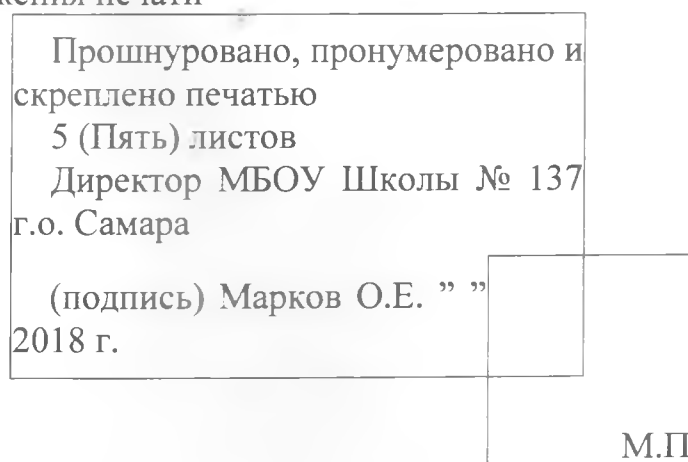 Прошнуровано, пронумеровано и
скреплено печатью
5 (Пять) листов
Директор МБОУ Школы № 137
г.о. Самара
(подпись) Марков О.Е. ” ”
2018 г.
М.П